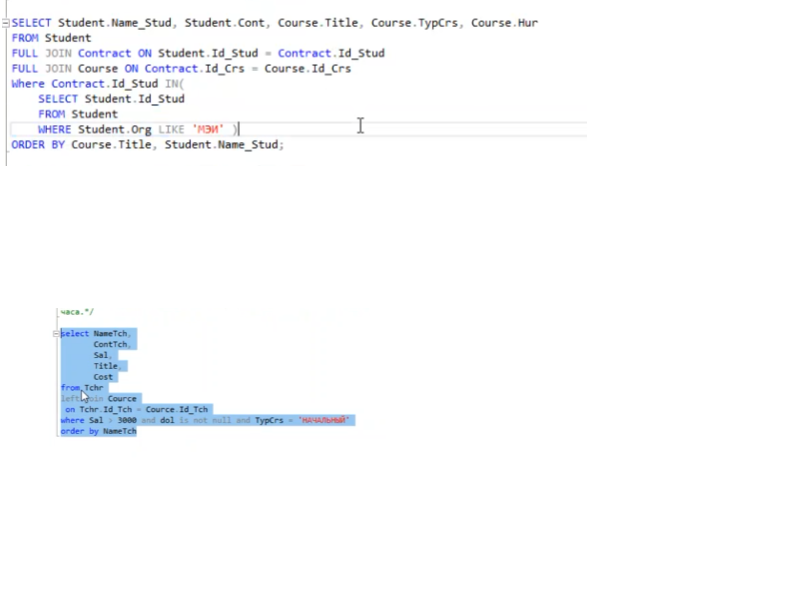 SELECT Student.Name_Stud, Student.Cont, Course.Title, Course.TypCrs, Course.Hur
FROM Student
FULL JOIN Contract ON Student.Id_Stud = Contract.Id_Stud
FULL JOIN Course ON Contract.Id_Crs = Course.Id_Crs
Where Contract.Id_Stud IN(
SELECT Student.Id_Stud
FROM Student
WHERE Student.Org LIKE 'МЭИ' )
ORDER BY Course.Title, Student.Name_Stud;
часа.*/
select NameTch,
ContTch,
Sal,
Title,
Cost
from Tchr
left join Cource
on Tchr.Id_Tch = Cource.Id_Tch
where Sal > 3000 and dol is not null and TypCrs = 'НАЧАЛЬНЫЙ'
order by NameTch